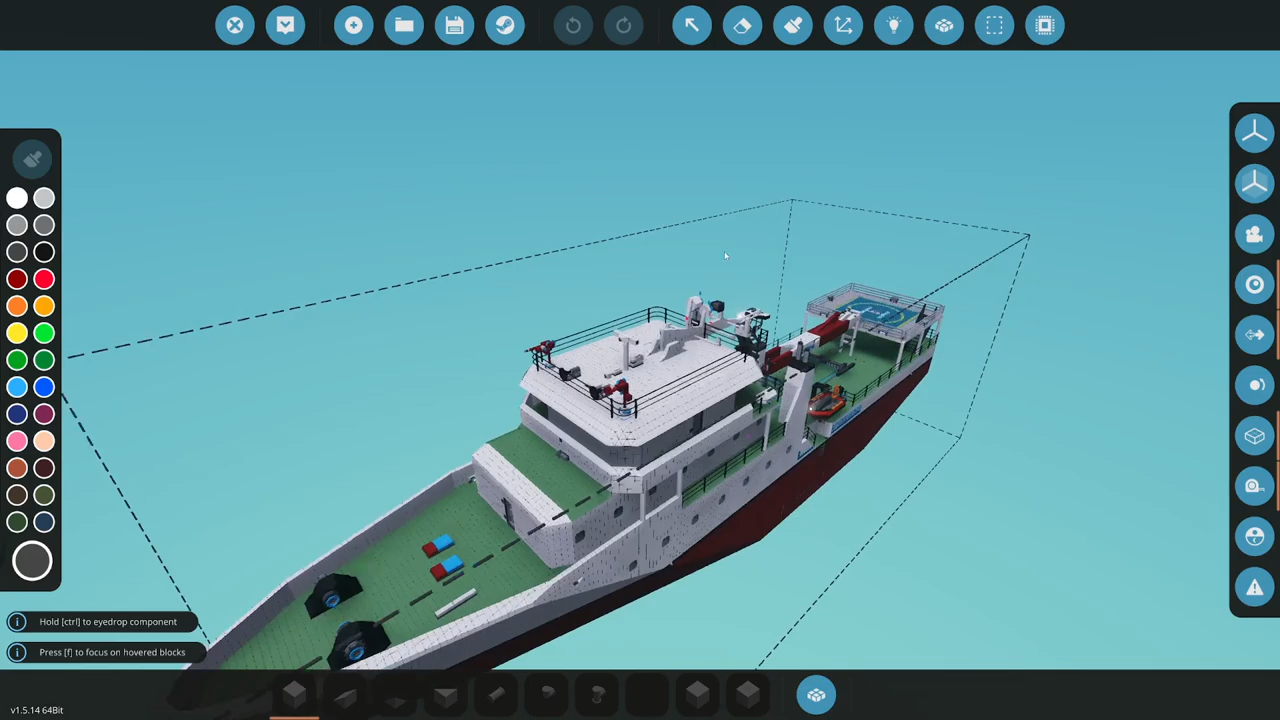 Hold [ctrl] to eyedrop component
Press [f] to focus on hovered blocks
v1.5.14 64Bit